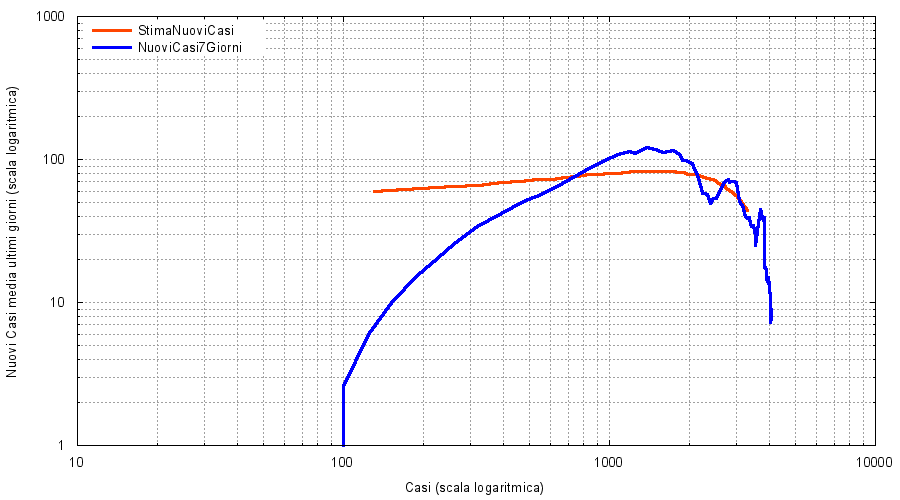 1000
StimaNuoviCasi
NuoviCasi7Giorni
Nuovi Casi media ultimi giorni (scala logaritmica)
100
10
1
10
100
1000
10000
Casi (scala logaritmica)